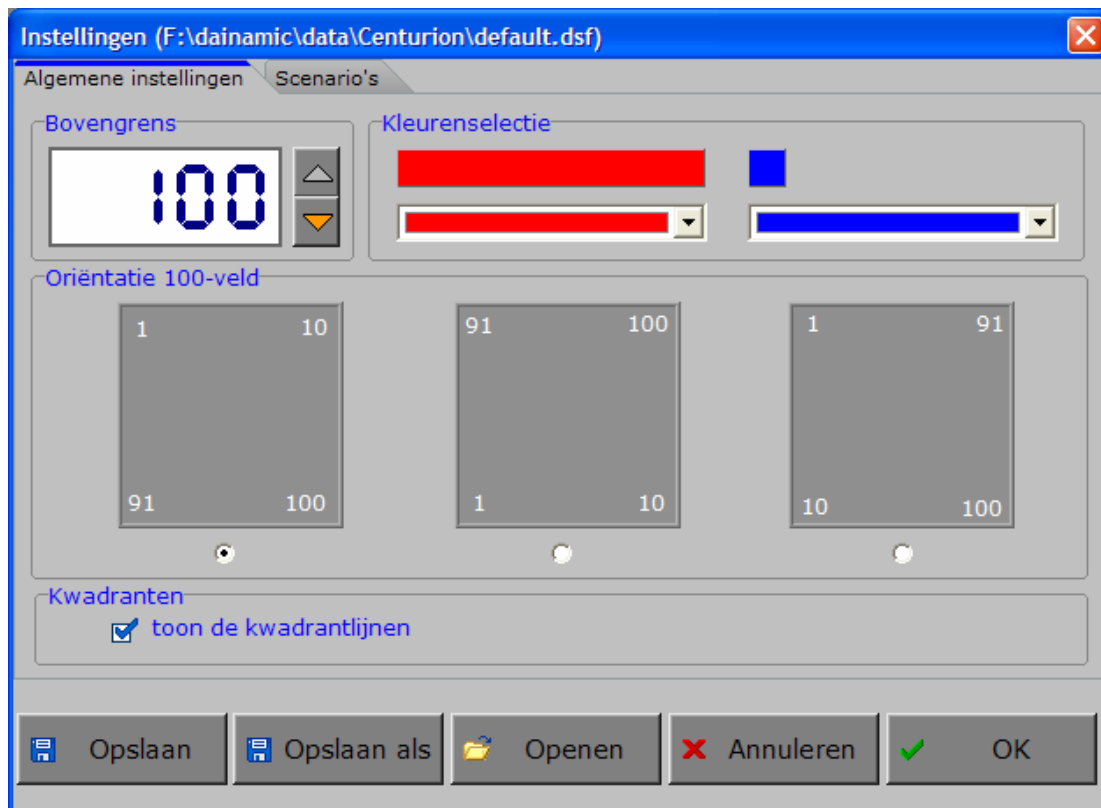 Instellingen (F:\dainamic\data\Centurion\default.dsf)
Algemene instellingen Scenario's
Bovengrens Kleurenselectie
100
Oriëntatie 100-veld
1 10 91 100 1 91
91 100 1 10 10 100
Kwadranten
toon de kwadrantlijnen
Opslaan Opslaan als Openen Annuleren OK